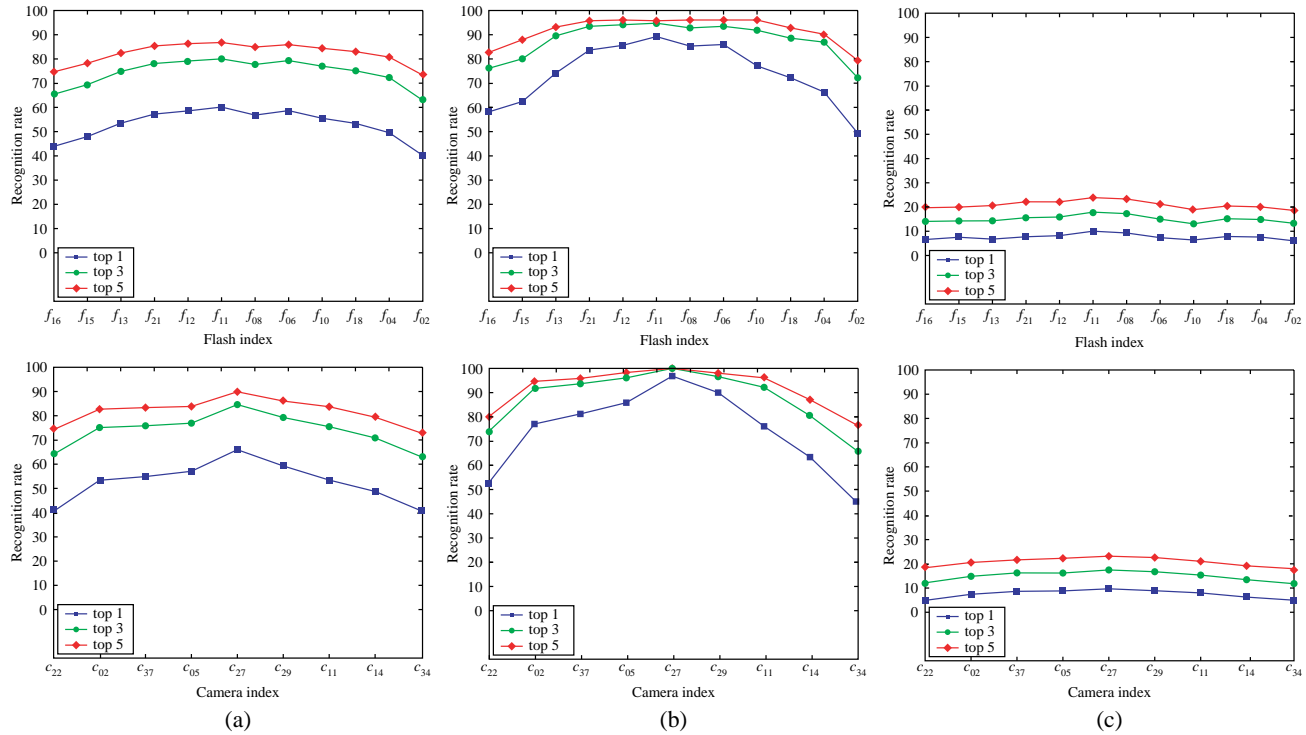 100
90
80
70
60
50
40
30
20
10
0
Recognition rate
top 1
top 3
top 5
f16 f15 f13 f21 f12 f11 f08 f06 f10 f18 f04 f02
Flash index
100
90
80
70
60
50
40
30
20
10
0
Recognition rate
top 1
top 3
top 5
f16 f15 f13 f21 f12 f11 f08 f06 f10 f18 f04 f02
Flash index
100
90
80
70
60
50
40
30
20
10
0
Recognition rate
top 1
top 3
top 5
f16 f15 f13 f21 f12 f11 f08 f06 f10 f18 f04 f02
Flash index
100
90
80
70
60
50
40
30
20
10
0
Recognition rate
top 1
top 3
top 5
c22 c02 c37 c05 c27 c29 c11 c14 c34
Camera index
(a)
100
90
80
70
60
50
40
30
20
10
0
Recognition rate
top 1
top 3
top 5
c22 c02 c37 c05 c27 c29 c11 c14 c34
Camera index
(b)
100
90
80
70
60
50
40
30
20
10
0
Recognition rate
top 1
top 3
top 5
c22 c02 c37 c05 c27 c29 c11 c14 c34
Camera index
(c)